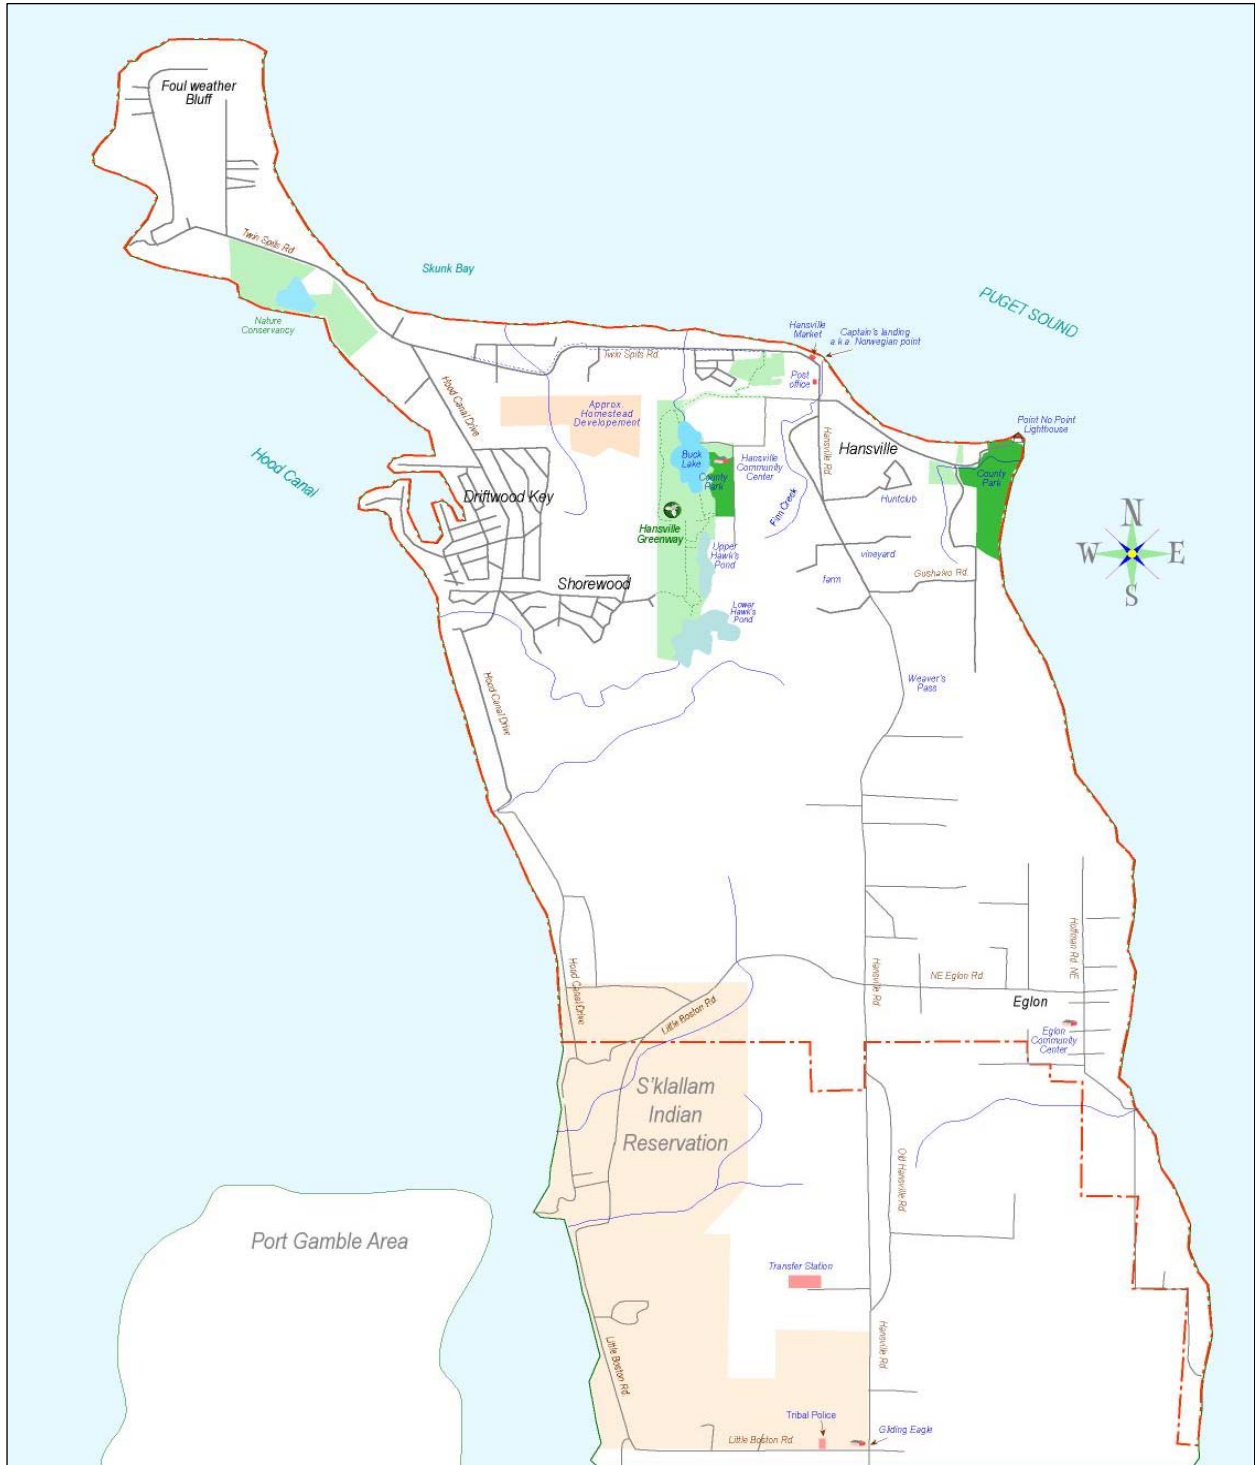 Foul weather
Bluff
Twin Spits Rd
Skunk Bay
PUGET SOUND
Nature
Conservancy
Hansville
Market
Captain's landing
a.k.a Norwegian point
Twin Spits Rd.
Post
office
Hood Canal Drive
Approx
Homestead
Developement
Point No Point
Lighthouse
Hood Canal
Buck
Lake
Hansville
Community
Center
Hansville Rd
Hansville
County
Park
County
Park
Driftwood Key
Finn Creek
Huntclub
Hansville
Greenway
N
W
E
S
Upper
Hawk's
Pond
vineyard
Shorewood
farm
Gushalvo Rd.
Lower
Hawk's
Pond
Hood Canal Drive
Weaver's
Pass
Hoffman Rd NE
Hood Canal Drive
Hansville Rd
NE Eglon Rd.
Little Boston Rd
Eglon
Eglon
Community
Center
S'klallam
Indian
Reservation
Old Hansville Rd
Port Gamble Area
Transfer Station
Hansville Rd
Little Boston Rd
Tribal Police
Gliding Eagle
Little Boston Rd